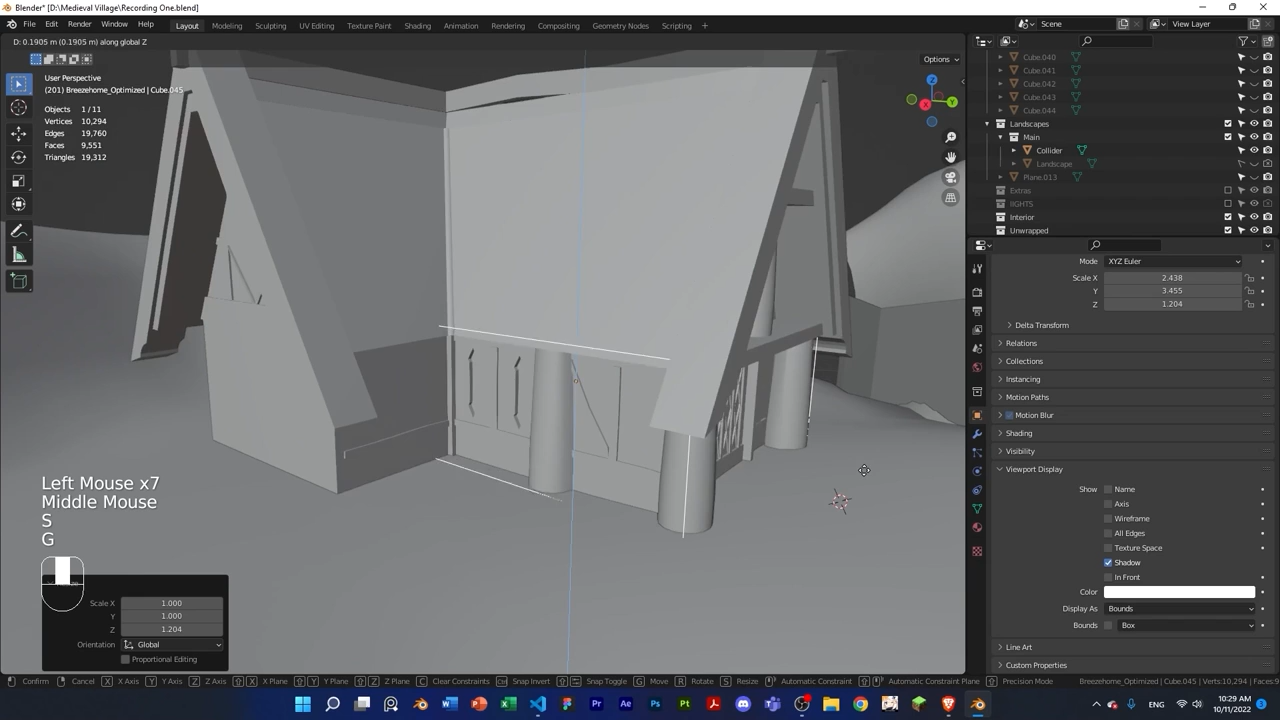 Blender* [D:\Medieval Village\Recording One.blend]
File Edit Render Window Help Layout Modeling Sculpting UV Editing Texture Paint Shading Animation Rendering Compositing Geometry Nodes Scripting + Scene View Layer
D: 0.1905 m (0.1905 m) along global Z
Options
User Perspective
(201) Breezehome_Optimized | Cube.045
Objects 1 / 11
Vertices 10,294
Edges 19,760
Faces 9,551
Triangles 19,312
Z
Y
X
Cube.040
Cube.041
Cube.042
Cube.043
Cube.044
Landscapes
Main
Collider
Landscape
Plane.013
Extras
lIGHTS
Interior
Unwrapped
Mode XYZ Euler
Scale X 2.438
Y 3.455
Z 1.204
Delta Transform
Relations
Collections
Instancing
Motion Paths
Motion Blur
Shading
Visibility
Viewport Display
Show Name
Axis
Wireframe
All Edges
Texture Space
Shadow
In Front
Color
Display As Bounds
Bounds Box
Line Art
Custom Properties
Left Mouse x7
Middle Mouse
S
G
Scale X 1.000
Y 1.000
Z 1.204
Orientation Global
Proportional Editing
Confirm Cancel X X Axis Y Y Axis Z Z Axis X X Plane Y Y Plane Z Z Plane C Clear Constraints Snap Invert Snap Toggle G Move R Rotate S Resize Automatic Constraint Automatic Constraint Plane Precision Mode Breezehome_Optimized | Cube.045 | Verts:10,294 | Faces:9
ENG 10:29 AM
10/11/2022